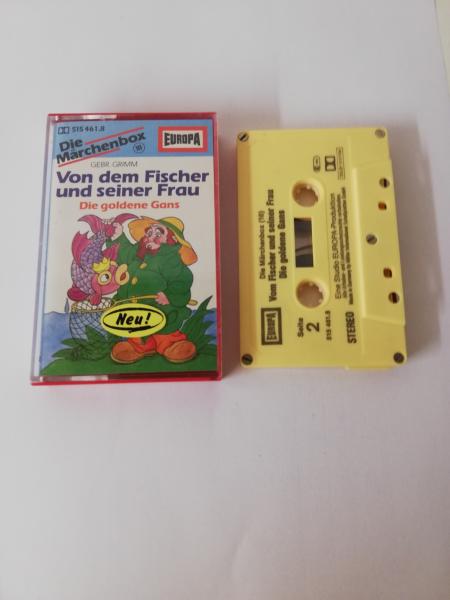 515 461.8
Die
Märchenbox
16
EUROPA
GEBR. GRIMM
Von dem Fischer
und seiner Frau
Die goldene Gans
Neu!
Die Märchenbox (16)
Vom Fischer und seiner Frau
Die goldene Gans
EUROPA
Seite
2
515 461.8
Eine Studio EUROPA-Produktion
STEREO